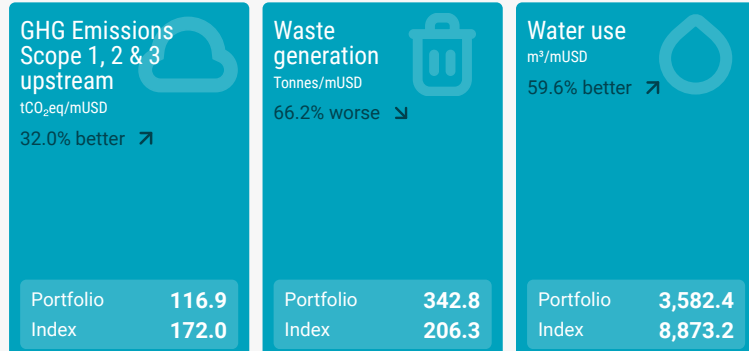 GHG Emissions
Scope 1, 2 & 3
upstream
tCO₂eq/mUSD
32.0% better ↗
Portfolio 116.9
Index 172.0
Waste
generation
Tonnes/mUSD
66.2% worse ↘
Portfolio 342.8
Index 206.3
Water use
m³/mUSD
59.6% better ↗
Portfolio 3,582.4
Index 8,873.2